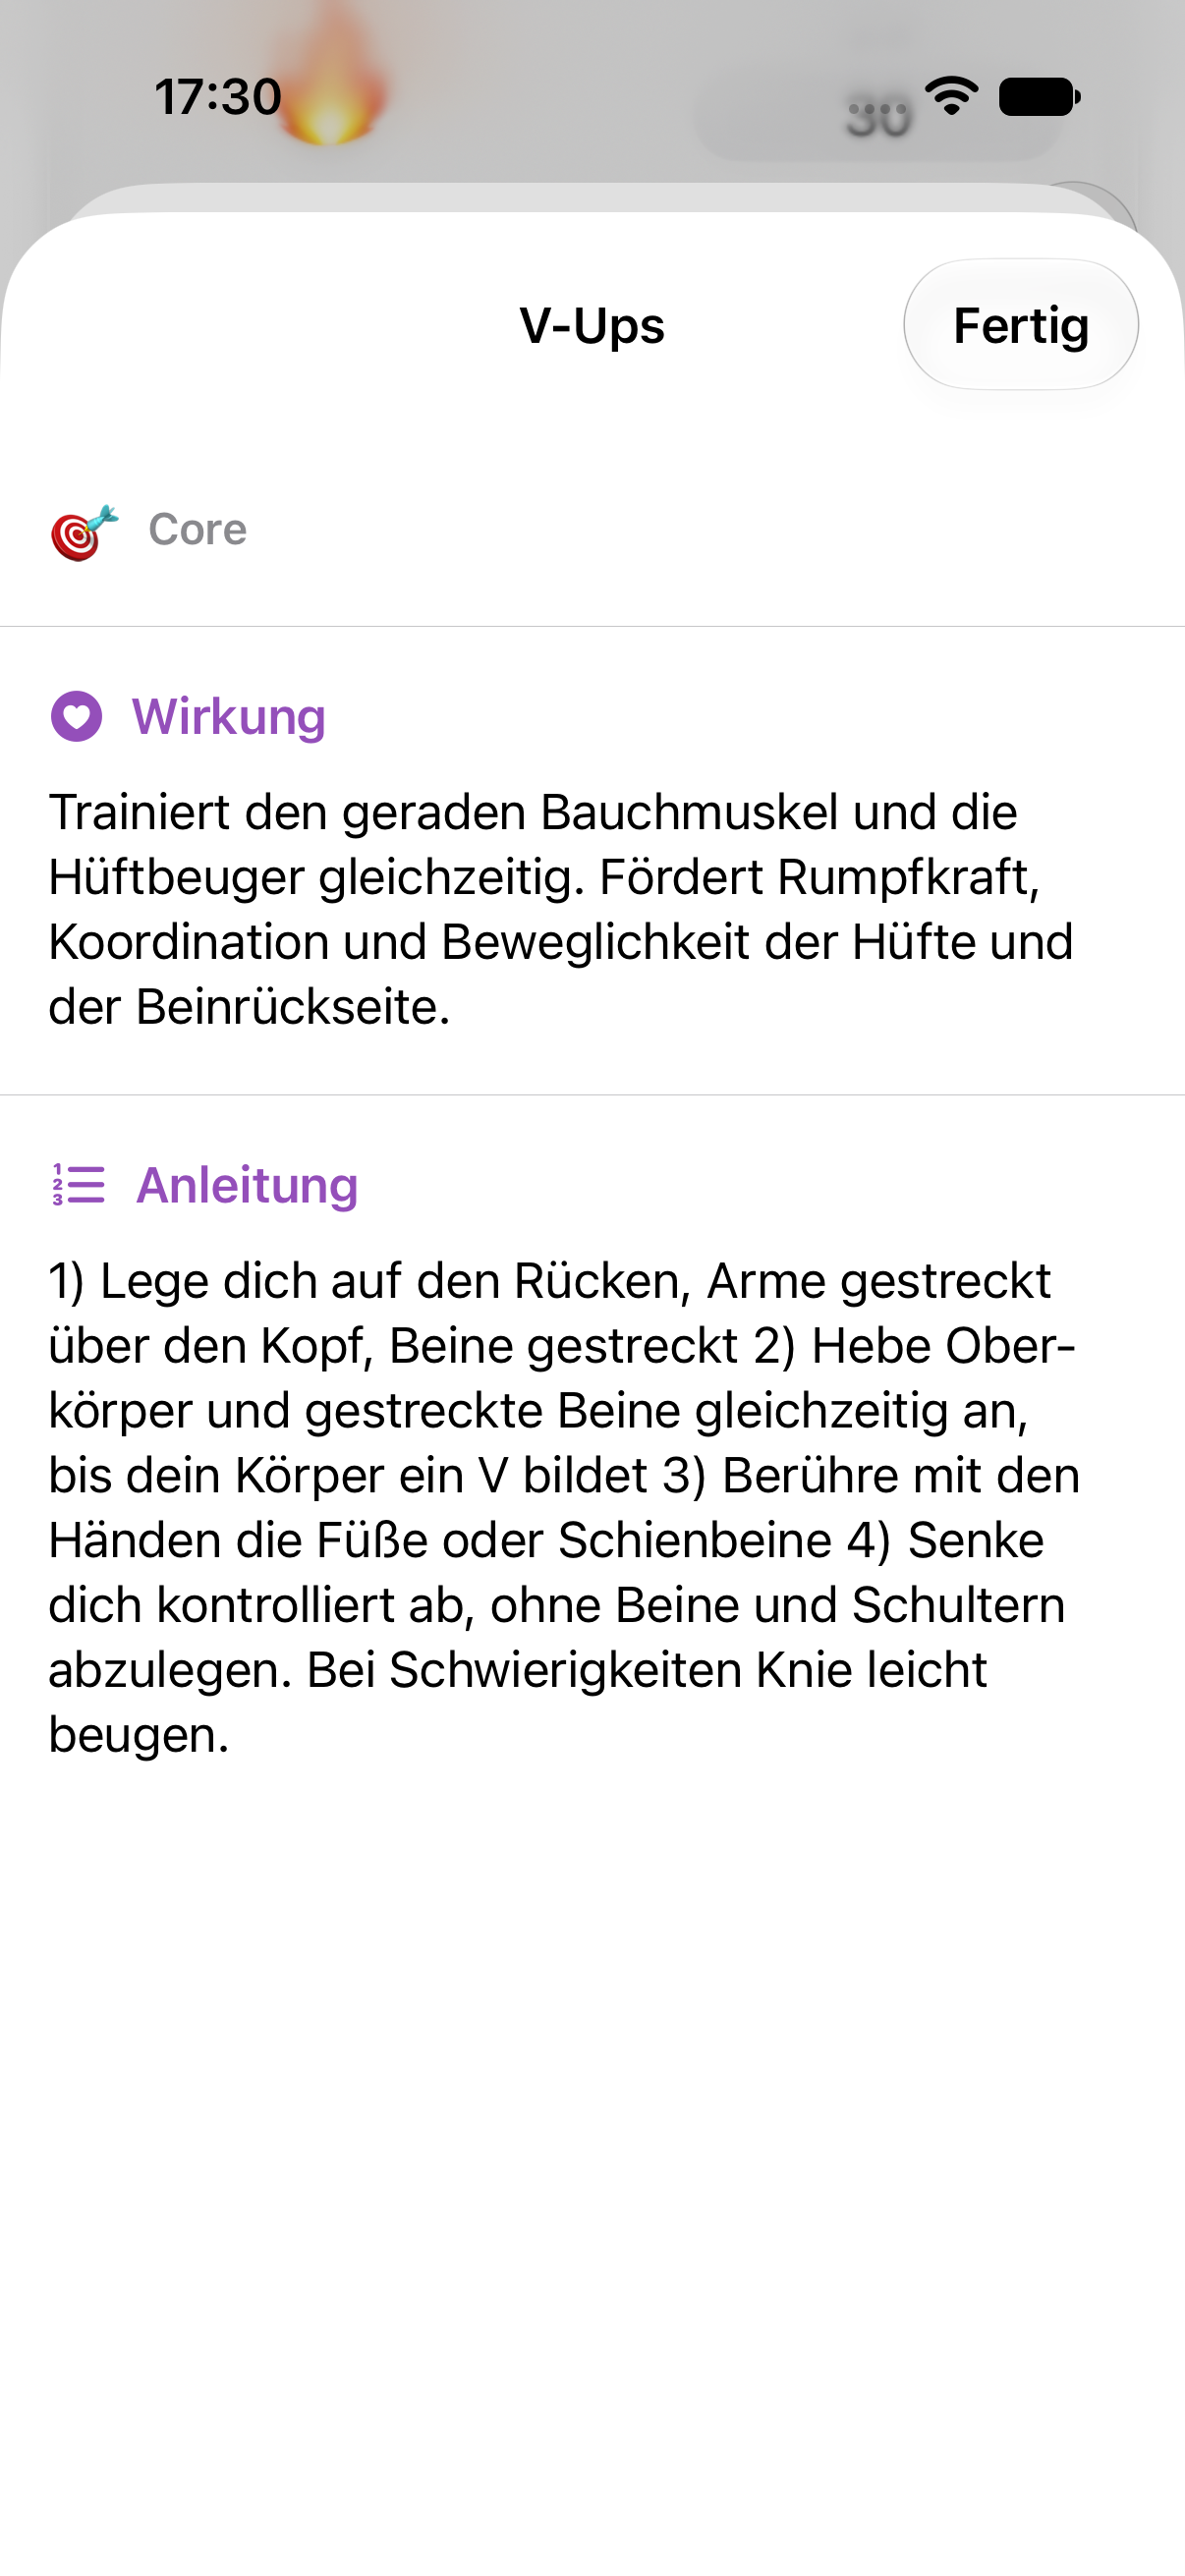 17:30
30
V-Ups
Fertig
Core
Wirkung
Trainiert den geraden Bauchmuskel und die
Hüftbeuger gleichzeitig. Fördert Rumpfkraft,
Koordination und Beweglichkeit der Hüfte und
der Beinrückseite.
Anleitung
1) Lege dich auf den Rücken, Arme gestreckt
über den Kopf, Beine gestreckt 2) Hebe Ober-
körper und gestreckte Beine gleichzeitig an,
bis dein Körper ein V bildet 3) Berühre mit den
Händen die Füße oder Schienbeine 4) Senke
dich kontrolliert ab, ohne Beine und Schultern
abzulegen. Bei Schwierigkeiten Knie leicht
beugen.